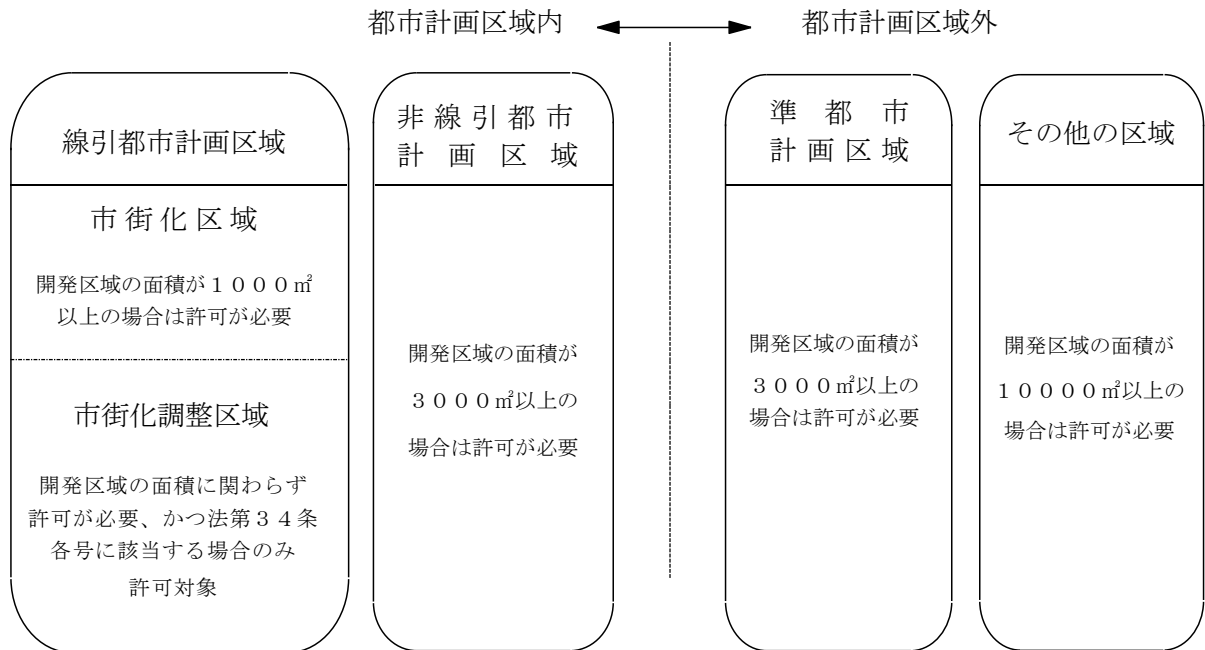 都市計画区域内
都市計画区域外
線引都市計画区域
市街化区域
開発区域の面積が１０００㎡
以上の場合は許可が必要
市街化調整区域
開発区域の面積に関わらず
許可が必要、かつ法第３４条
各号に該当する場合のみ
許可対象
非線引都市
計画区域
開発区域の面積が
３０００㎡以上の
場合は許可が必要
準都市
計画区域
開発区域の面積が
３０００㎡以上の
場合は許可が必要
その他の区域
開発区域の面積が
１００００㎡以上の
場合は許可が必要